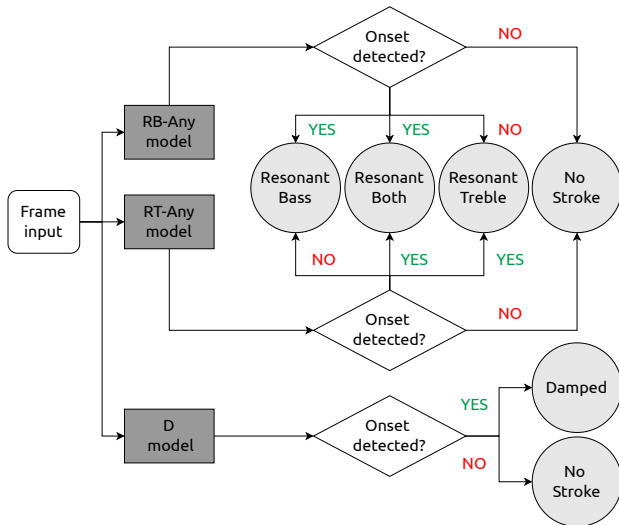 Onset
detected?
NO
RB-Any
model
YES
YES
NO
Resonant
Bass
Resonant
Both
Resonant
Treble
No
Stroke
Frame
input
RT-Any
model
NO
YES
YES
Onset
detected?
NO
D
model
Onset
detected?
YES
NO
Damped
No
Stroke